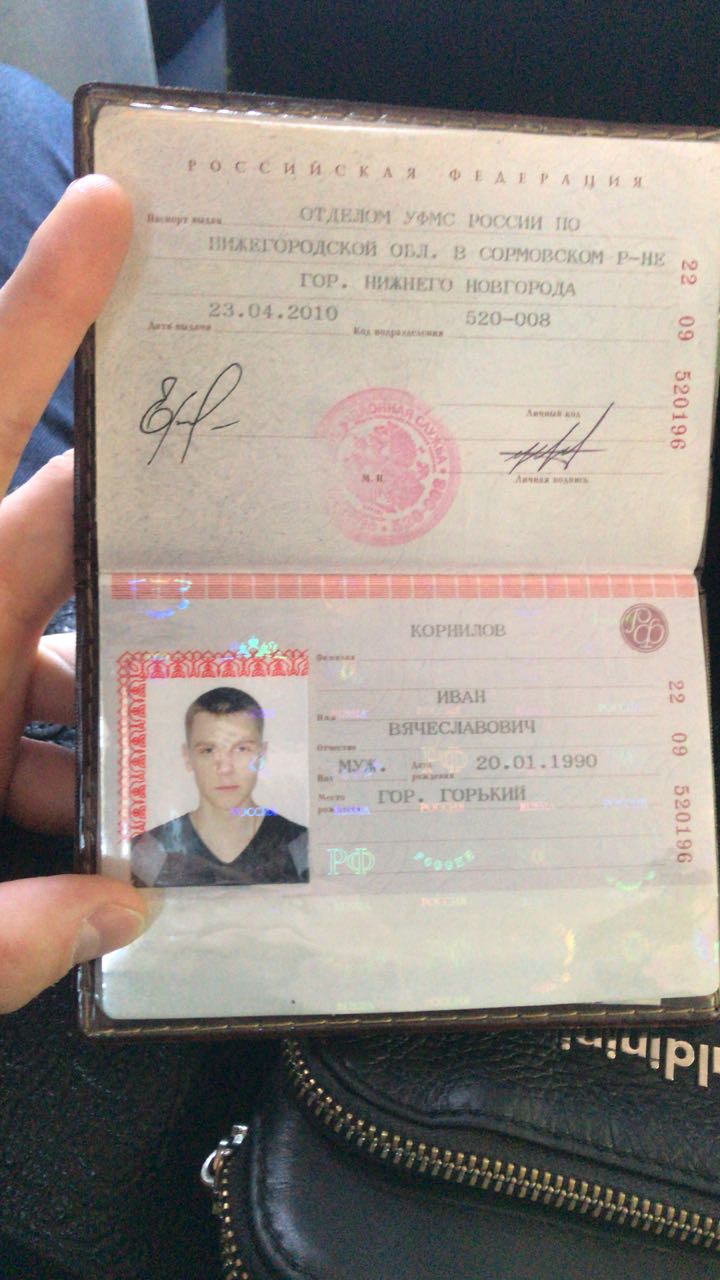 РОССИЙСКАЯ ФЕДЕРАЦИЯ
Паспорт выдан ОТДЕЛОМ УФМС РОССИИ ПО
НИЖЕГОРОДСКОЙ ОБЛ. В СОРМОВСКОМ Р-НЕ
ГОР. НИЖНЕГО НОВГОРОДА
Дата выдачи 23.04.2010 Код подразделения 520-008
22 09 520196
Личный код
М. П.
Личная подпись
КОРНИЛОВ
Фамилия
ИВАН
Имя
ВЯЧЕСЛАВОВИЧ
Отчество
Пол МУЖ. Дата рождения 20.01.1990
Место рождения ГОР. ГОРЬКИЙ
22 09 520196
РФ
РОССИЯ
ldinini